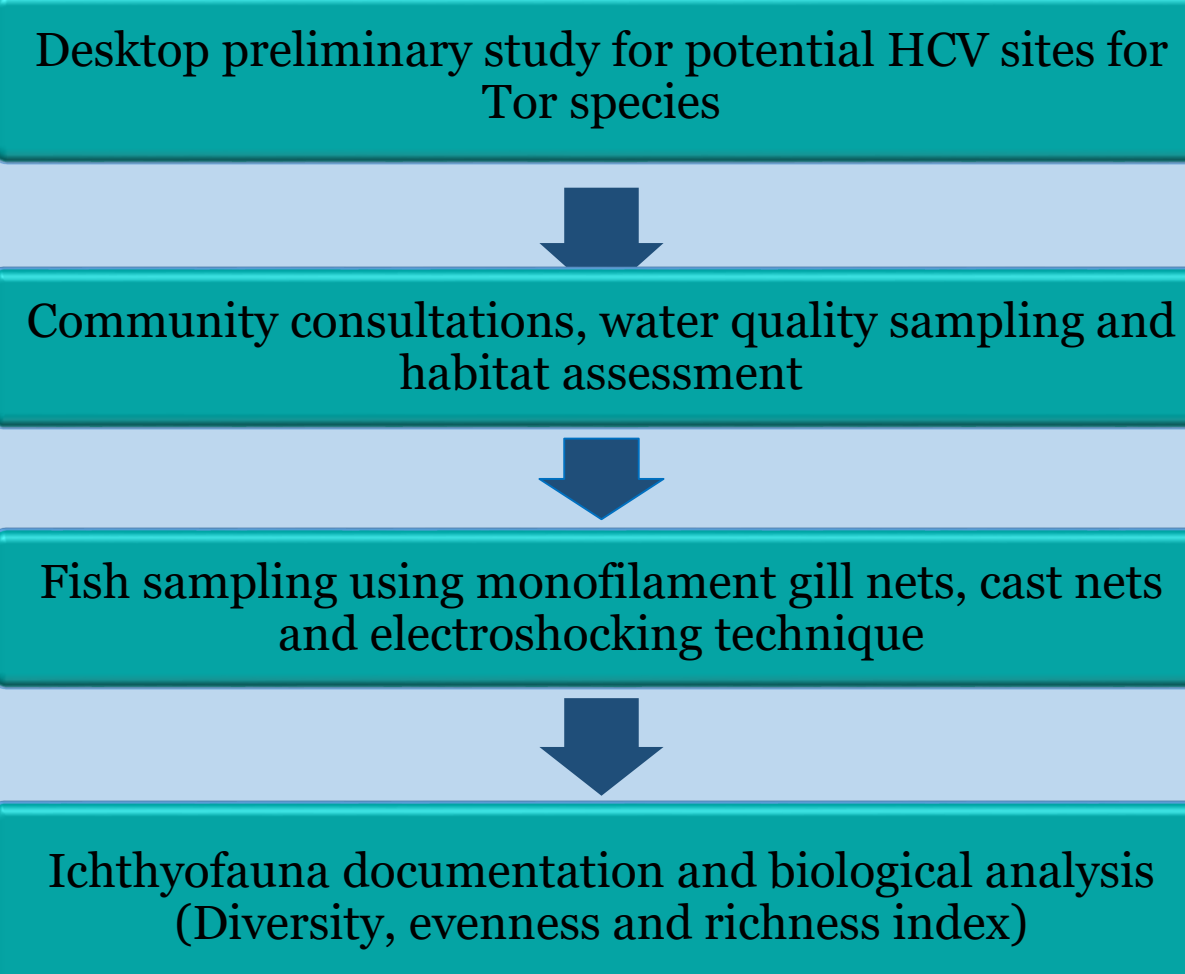 Desktop preliminary study for potential HCV sites for
Tor species
Community consultations, water quality sampling and
habitat assessment
Fish sampling using monofilament gill nets, cast nets
and electroshocking technique
Ichthyofauna documentation and biological analysis
(Diversity, evenness and richness index)